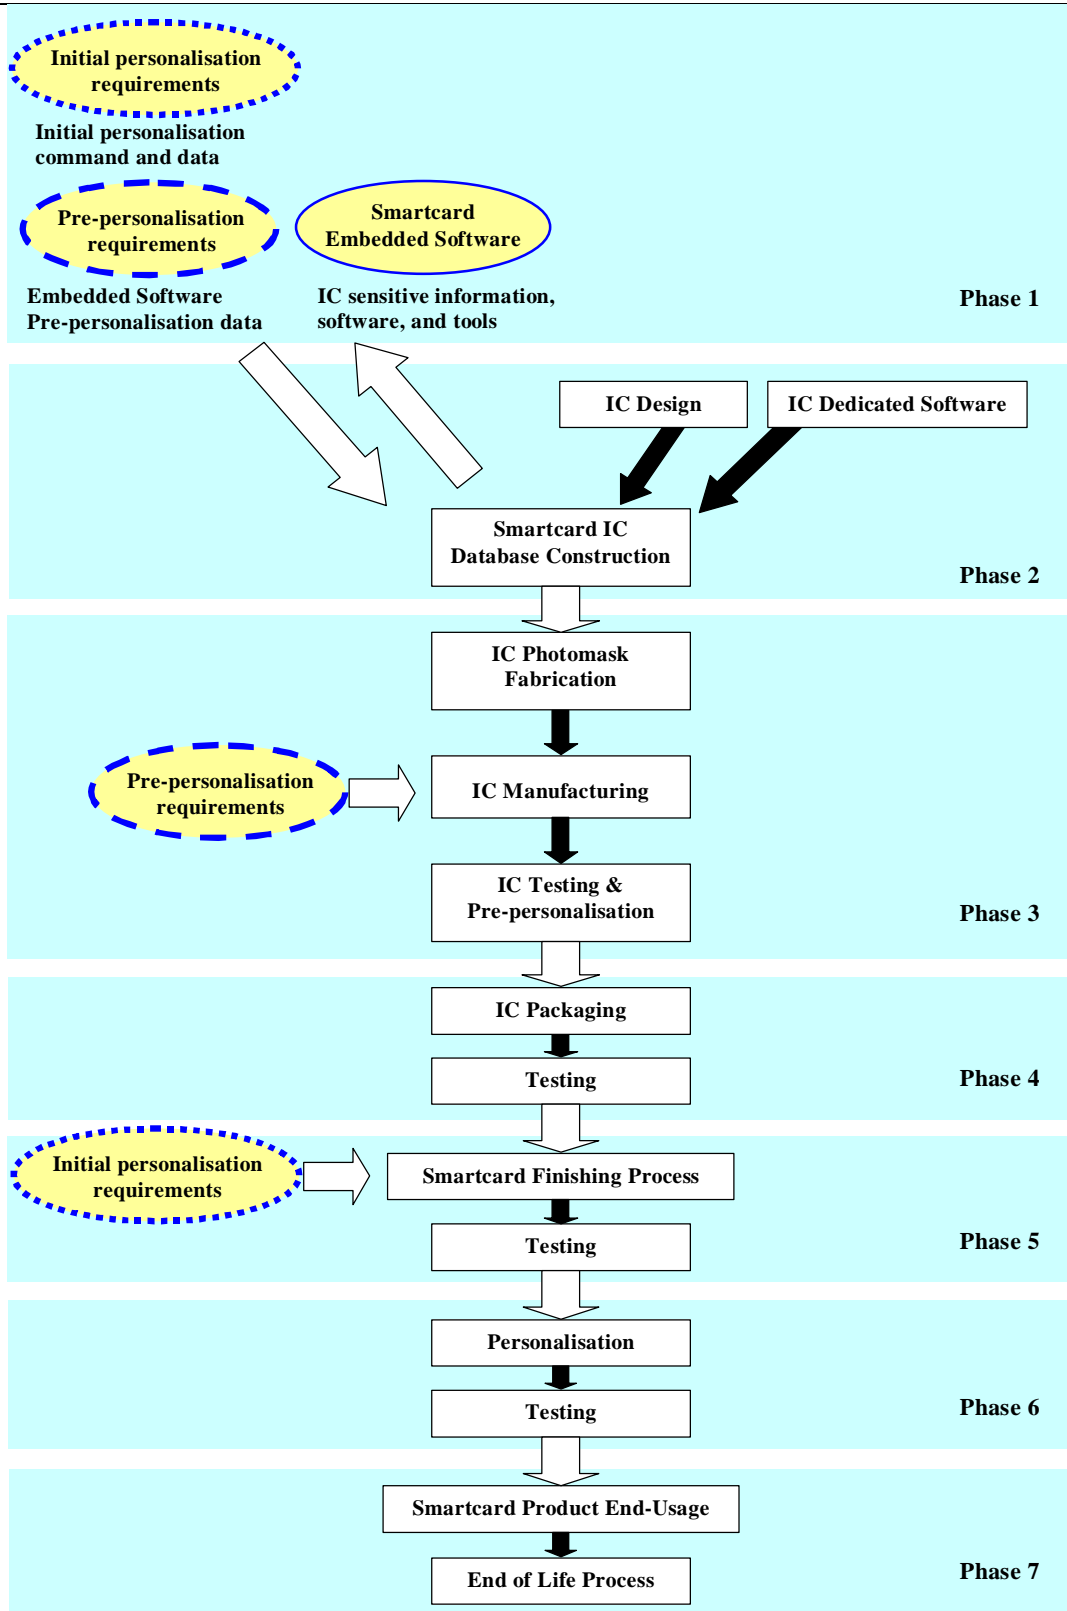 Initial personalisation
requirements
Initial personalisation
command and data
Pre-personalisation
requirements
Smartcard
Embedded Software
Embedded Software
Pre-personalisation data
IC sensitive information,
software, and tools
Phase 1
IC Design
IC Dedicated Software
Smartcard IC
Database Construction
Phase 2
IC Photomask
Fabrication
Pre-personalisation
requirements
IC Manufacturing
IC Testing &
Pre-personalisation
Phase 3
IC Packaging
Testing
Phase 4
Initial personalisation
requirements
Smartcard Finishing Process
Testing
Phase 5
Personalisation
Testing
Phase 6
Smartcard Product End-Usage
End of Life Process
Phase 7